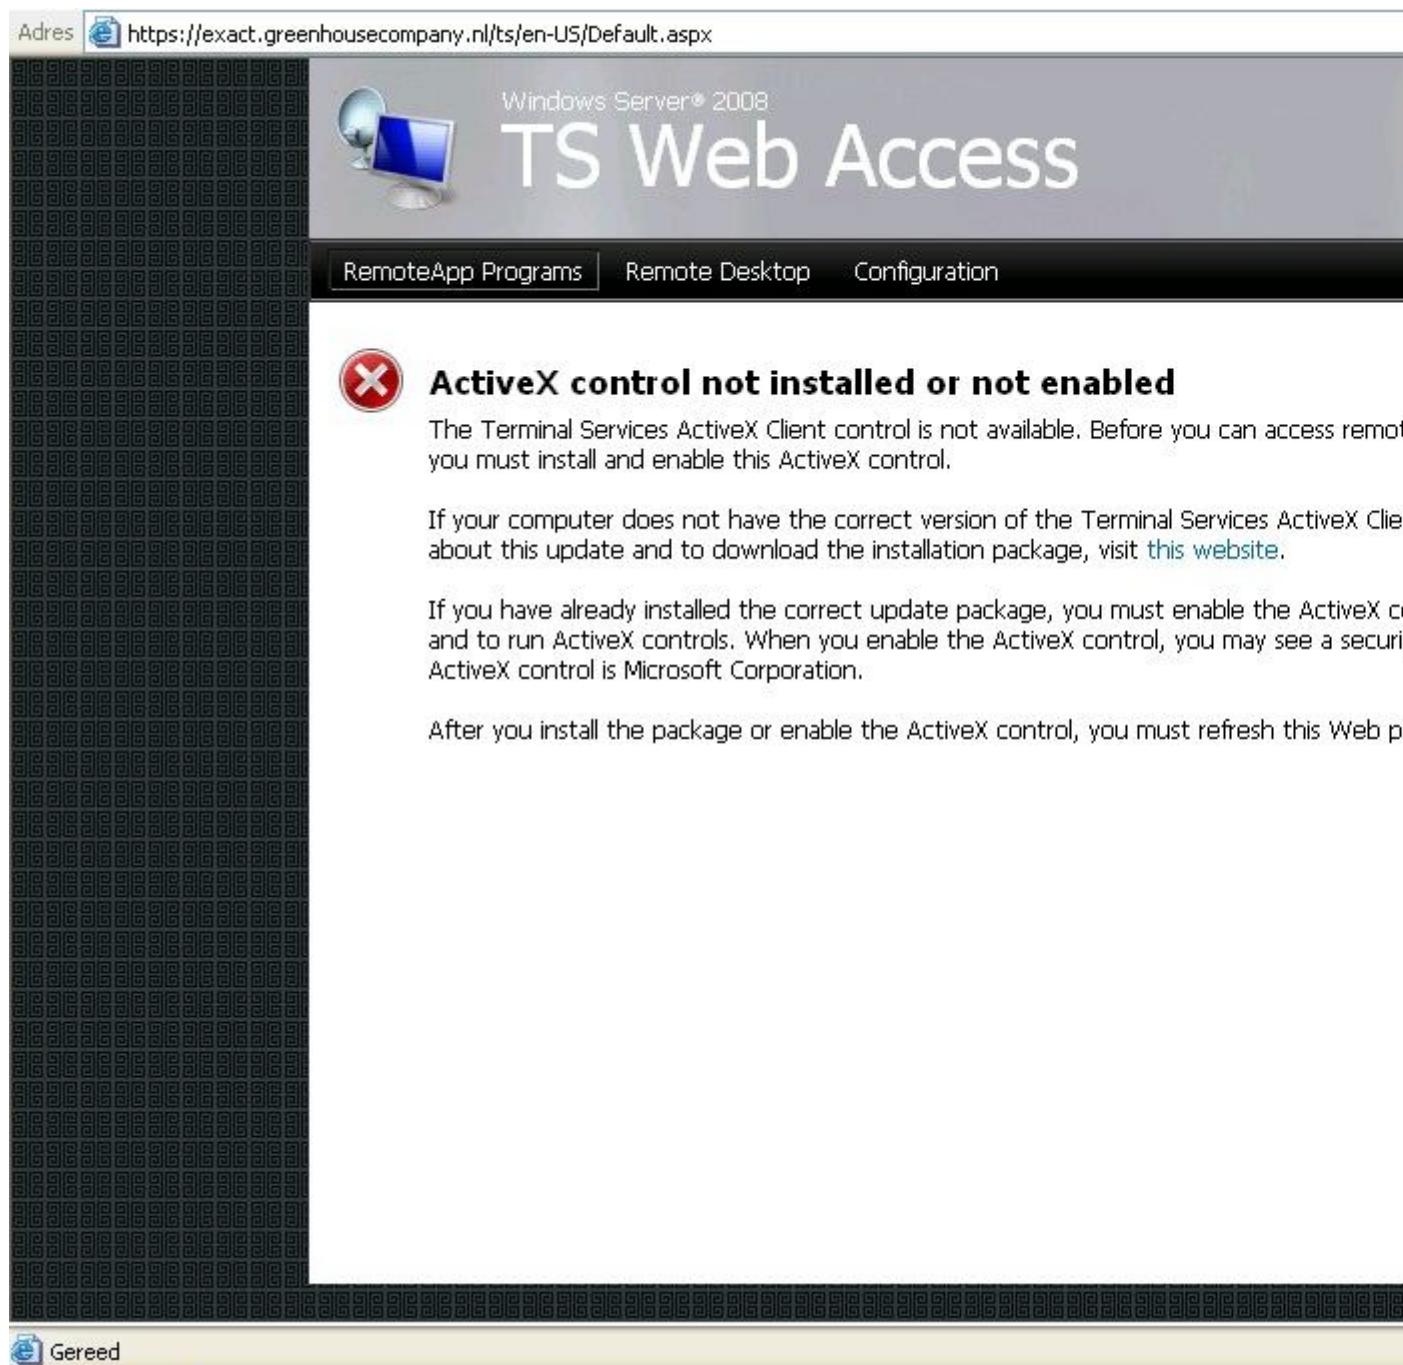 Adres https://exact.greenhousecompany.nl/ts/en-US/Default.aspx
Windows Server® 2008
TS Web Access
RemoteApp Programs Remote Desktop Configuration
ActiveX control not installed or not enabled
The Terminal Services ActiveX Client control is not available. Before you can access remot
you must install and enable this ActiveX control.
If your computer does not have the correct version of the Terminal Services ActiveX Clie
about this update and to download the installation package, visit this website.
If you have already installed the correct update package, you must enable the ActiveX c
and to run ActiveX controls. When you enable the ActiveX control, you may see a securi
ActiveX control is Microsoft Corporation.
After you install the package or enable the ActiveX control, you must refresh this Web p
Gereed